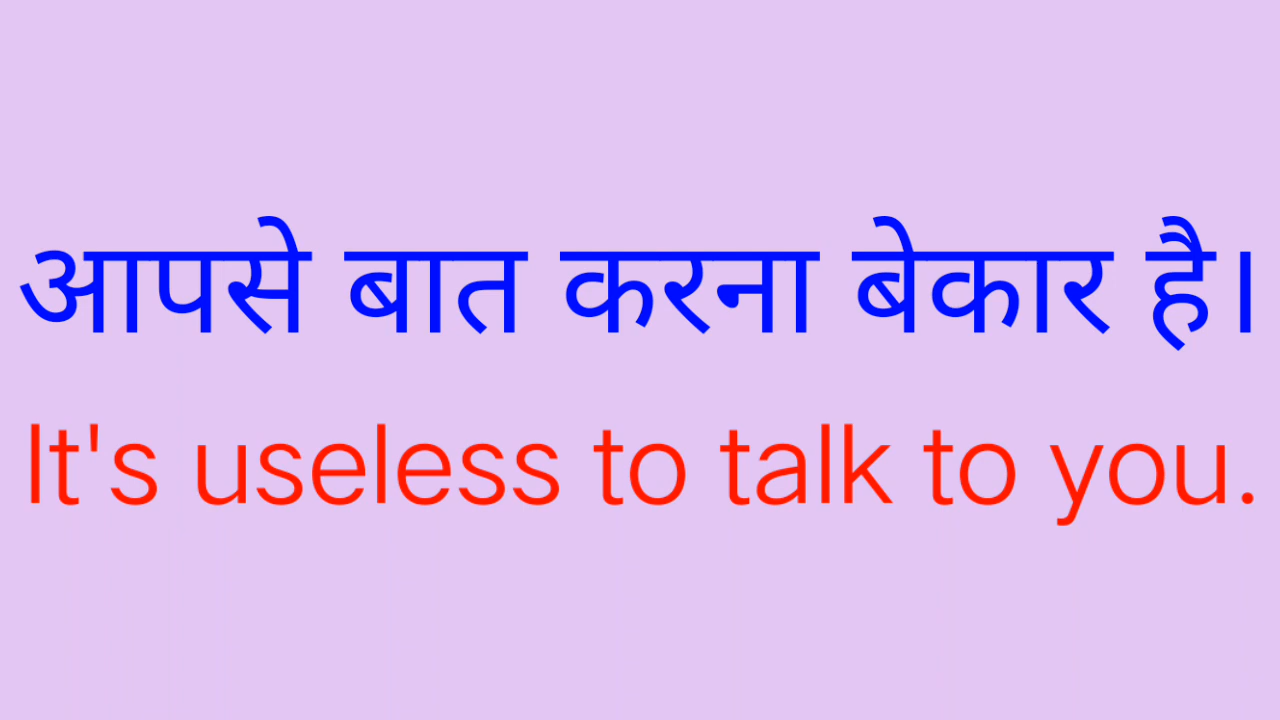 आपसे बात करना बेकार है।
It's useless to talk to you.